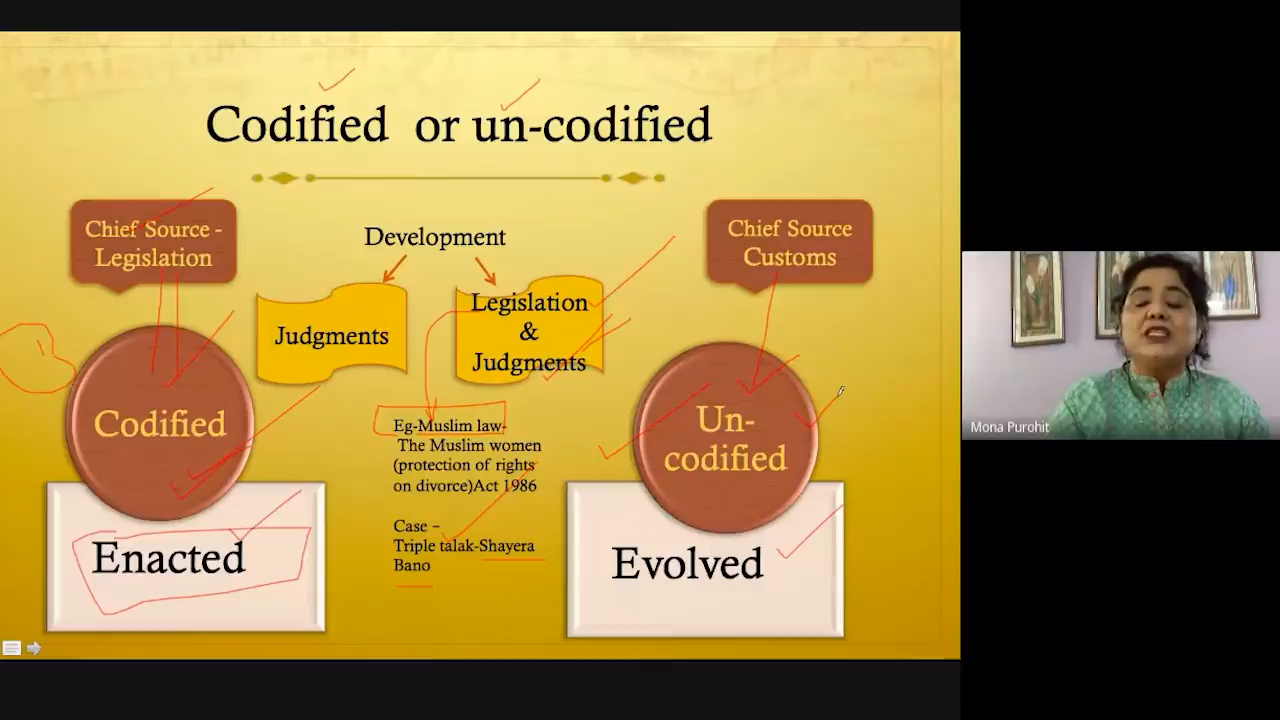 Codified or un-codified
Chief Source -
Legislation
Development
Chief Source
Customs
Judgments
Legislation
&
Judgments
Codified
Un-
codified
Eg-Muslim law-
The Muslim women
(protection of rights
on divorce)Act 1986
Case –
Triple talak-Shayera
Bano
Enacted
Evolved
Mona Purohit